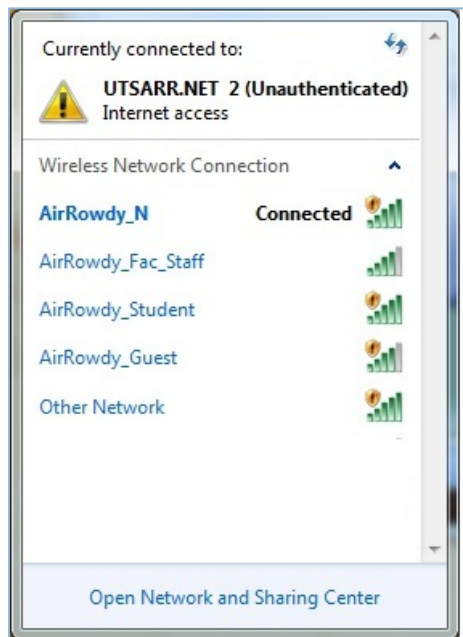 Currently connected to:
UTSARR.NET 2 (Unauthenticated)
Internet access
Wireless Network Connection
AirRowdy_N Connected
AirRowdy_Fac_Staff
AirRowdy_Student
AirRowdy_Guest
Other Network
Open Network and Sharing Center